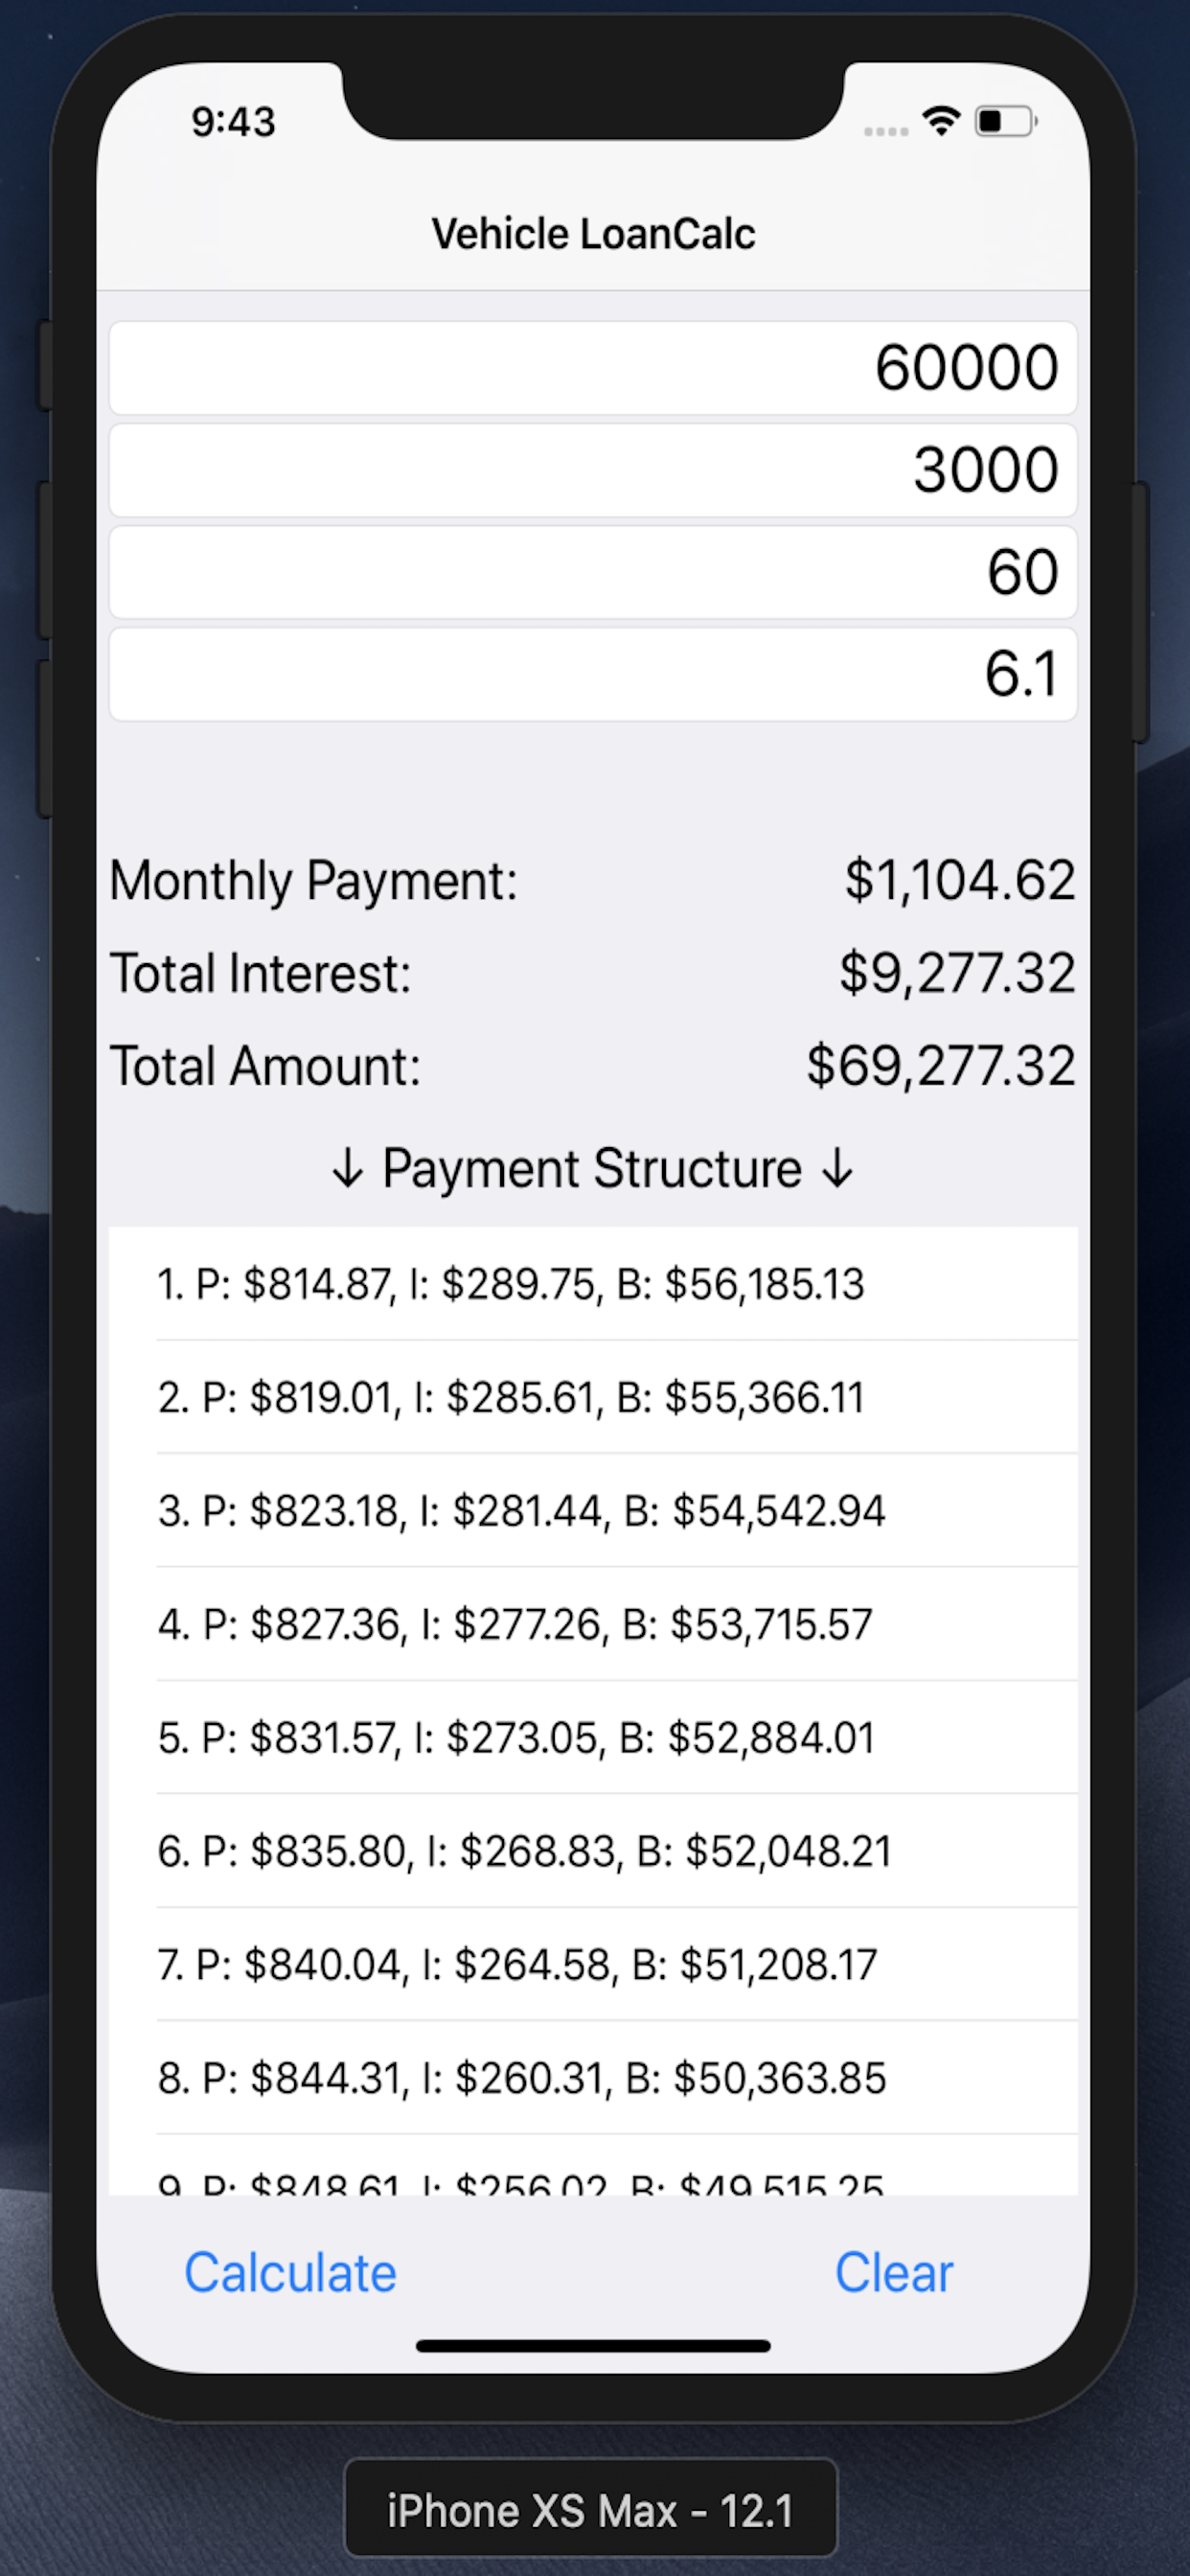 9:43
Vehicle LoanCalc
60000
3000
60
6.1
Monthly Payment: $1,104.62
Total Interest: $9,277.32
Total Amount: $69,277.32
↓ Payment Structure ↓
1. P: $814.87, I: $289.75, B: $56,185.13
2. P: $819.01, I: $285.61, B: $55,366.11
3. P: $823.18, I: $281.44, B: $54,542.94
4. P: $827.36, I: $277.26, B: $53,715.57
5. P: $831.57, I: $273.05, B: $52,884.01
6. P: $835.80, I: $268.83, B: $52,048.21
7. P: $840.04, I: $264.58, B: $51,208.17
8. P: $844.31, I: $260.31, B: $50,363.85
9. P: $848.61, I: $256.02, B: $49,515.25
Calculate Clear
iPhone XS Max - 12.1